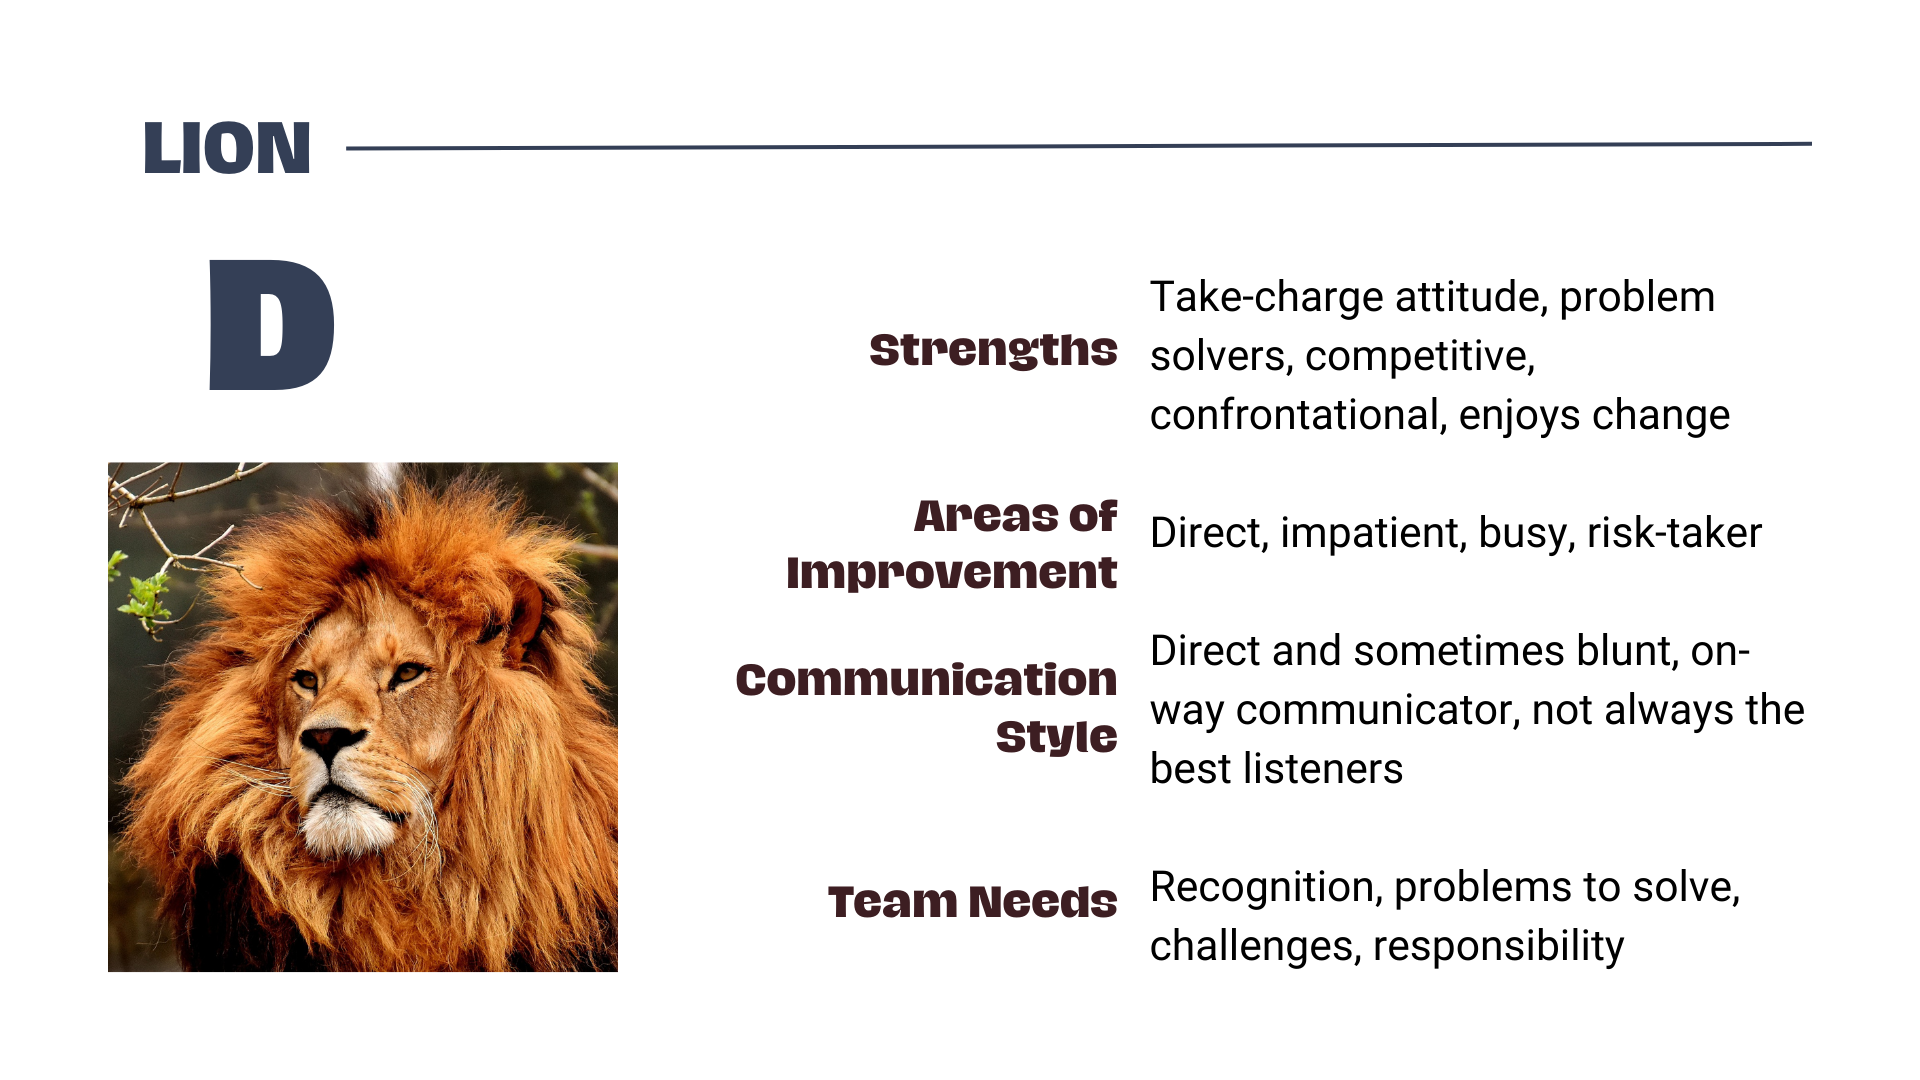 LION
D
Strengths
Take-charge attitude, problem
solvers, competitive,
confrontational, enjoys change
Areas of
Improvement
Direct, impatient, busy, risk-taker
Communication
Style
Direct and sometimes blunt, on-
way communicator, not always the
best listeners
Team Needs
Recognition, problems to solve,
challenges, responsibility